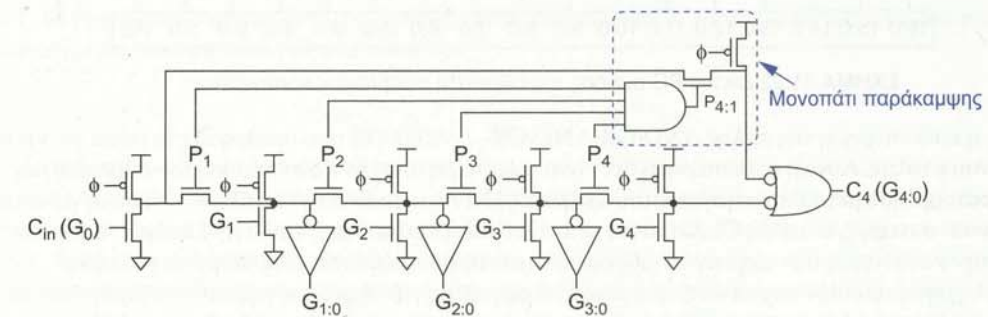 ϕ
P4:1
Μονοπάτι παράκαμψης
P1
P2
P3
P4
ϕ
ϕ
ϕ
ϕ
ϕ
C4 (G4:0)
Cin (G0)
G1
G2
G3
G4
G1:0
G2:0
G3:0